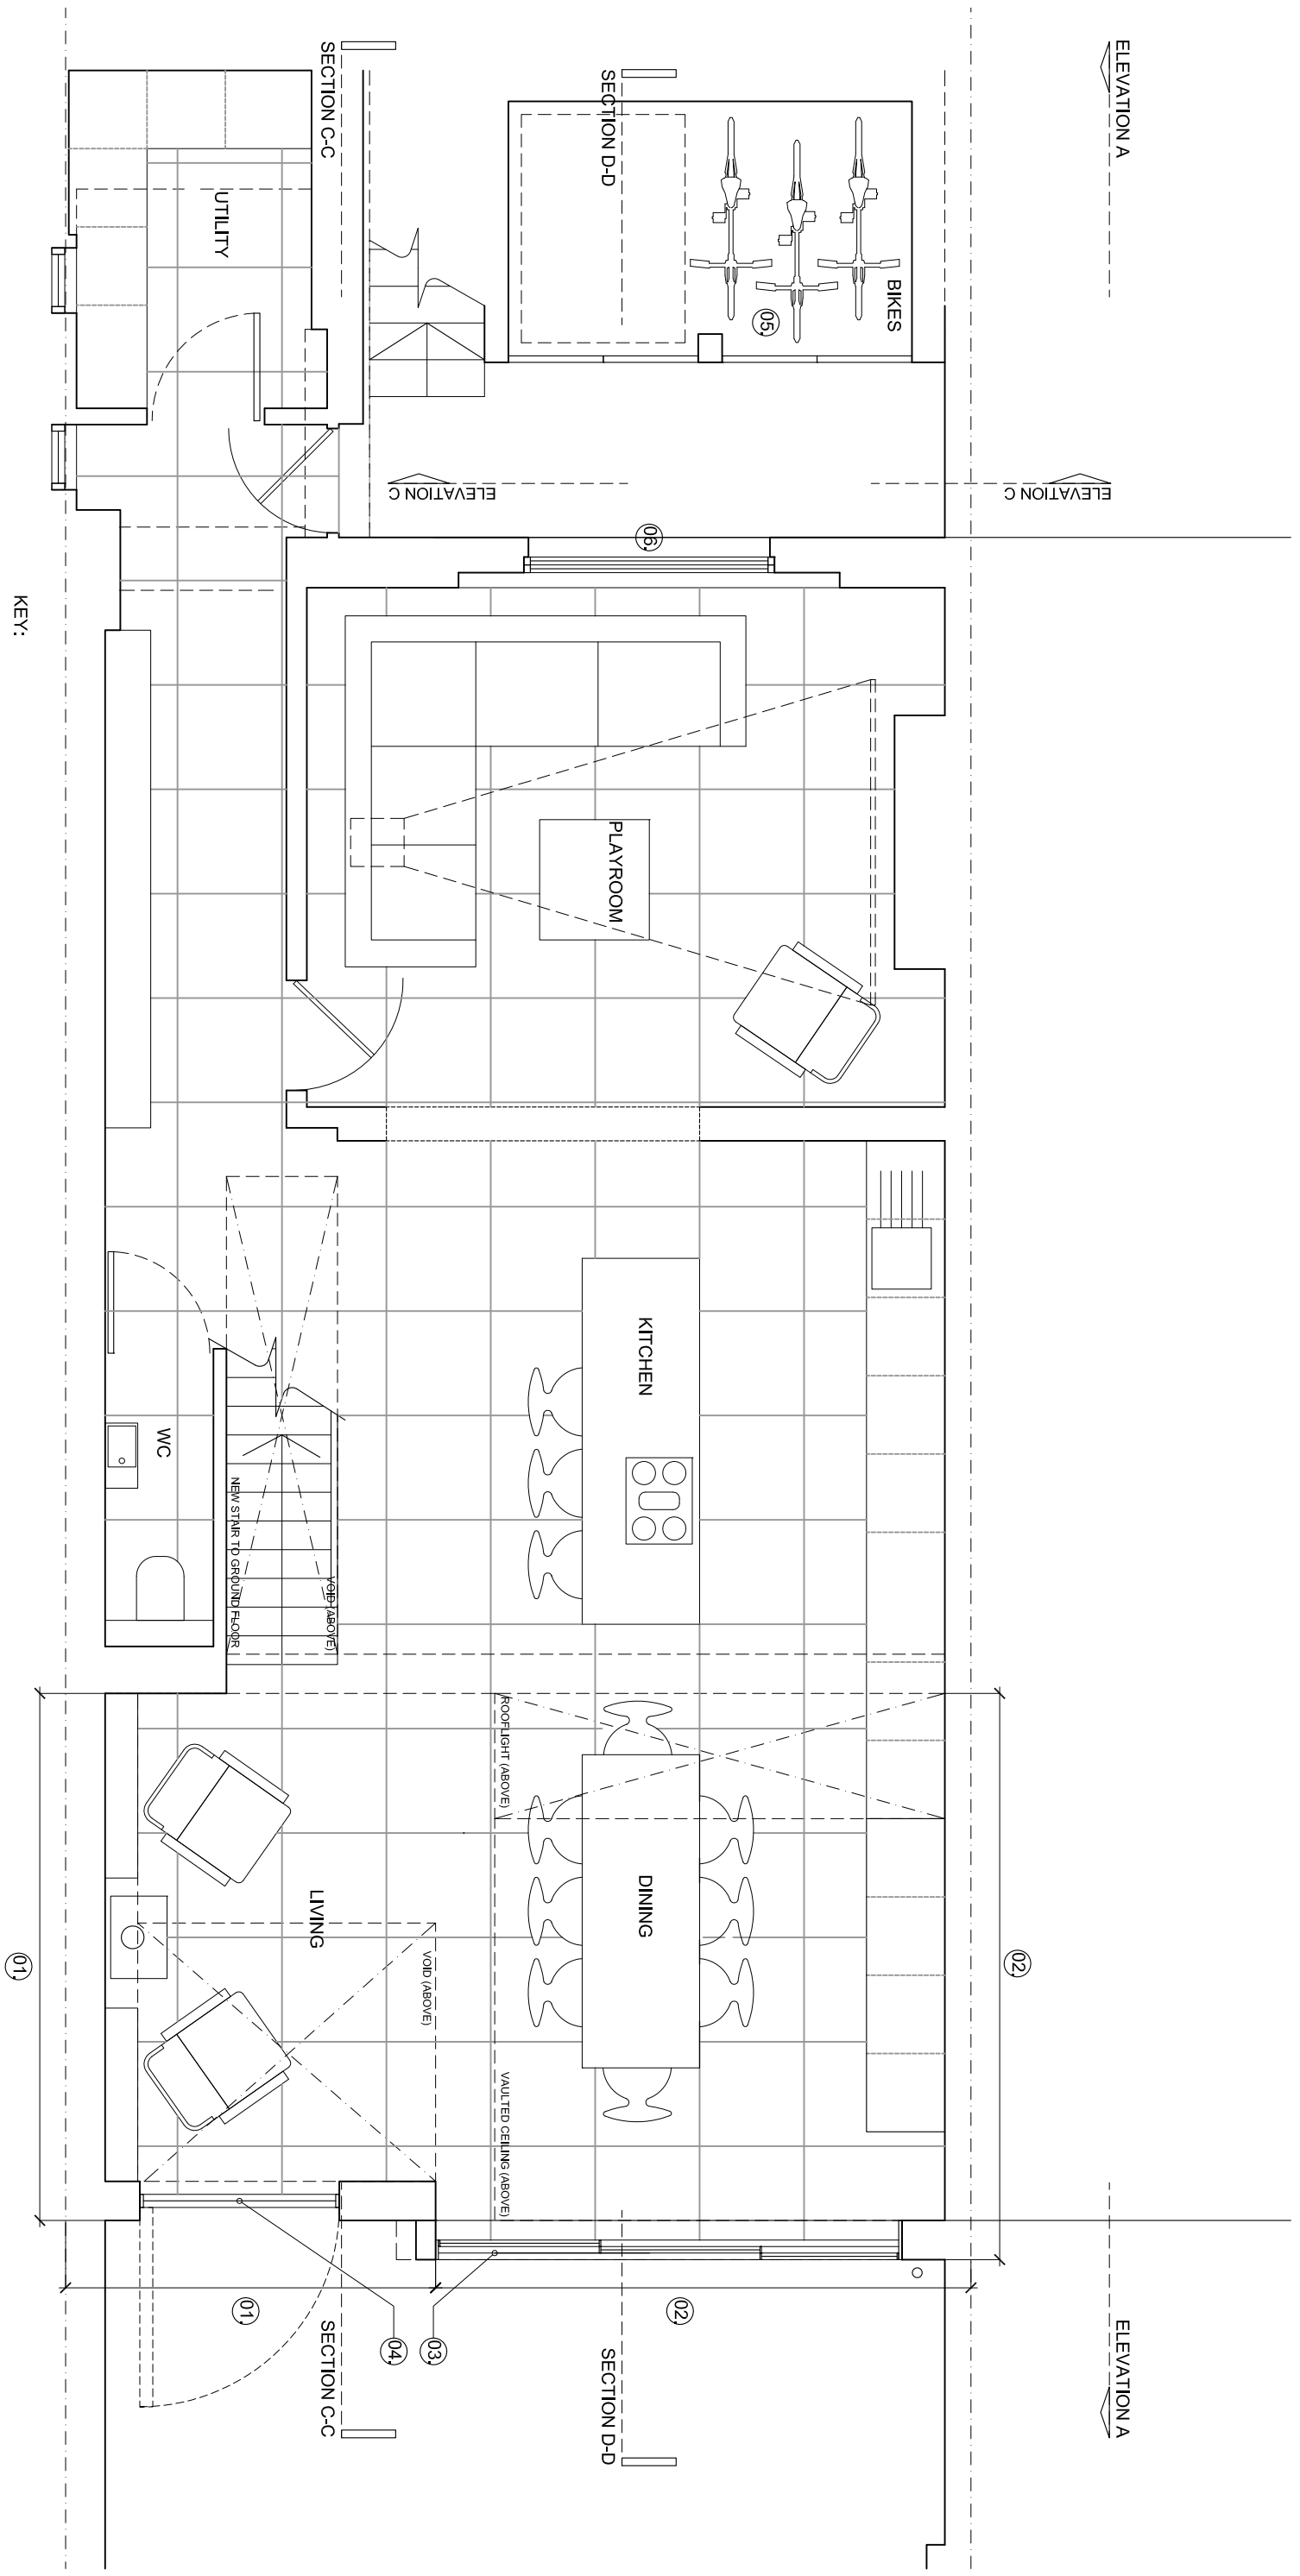 ELEVATION A
SECTION C-C
SECTION D-D
BIKES
05.
UTILITY
ELEVATION C
ELEVATION C
06.
KEY:
PLAYROOM
KITCHEN
WC
NEW STAIR TO GROUND FLOOR
VOID (ABOVE)
ROOFLIGHT (ABOVE)
DINING
LIVING
VOID (ABOVE)
VAULTED CEILING (ABOVE)
02.
01.
02.
01.
03.
04.
SECTION C-C
SECTION D-D
ELEVATION A